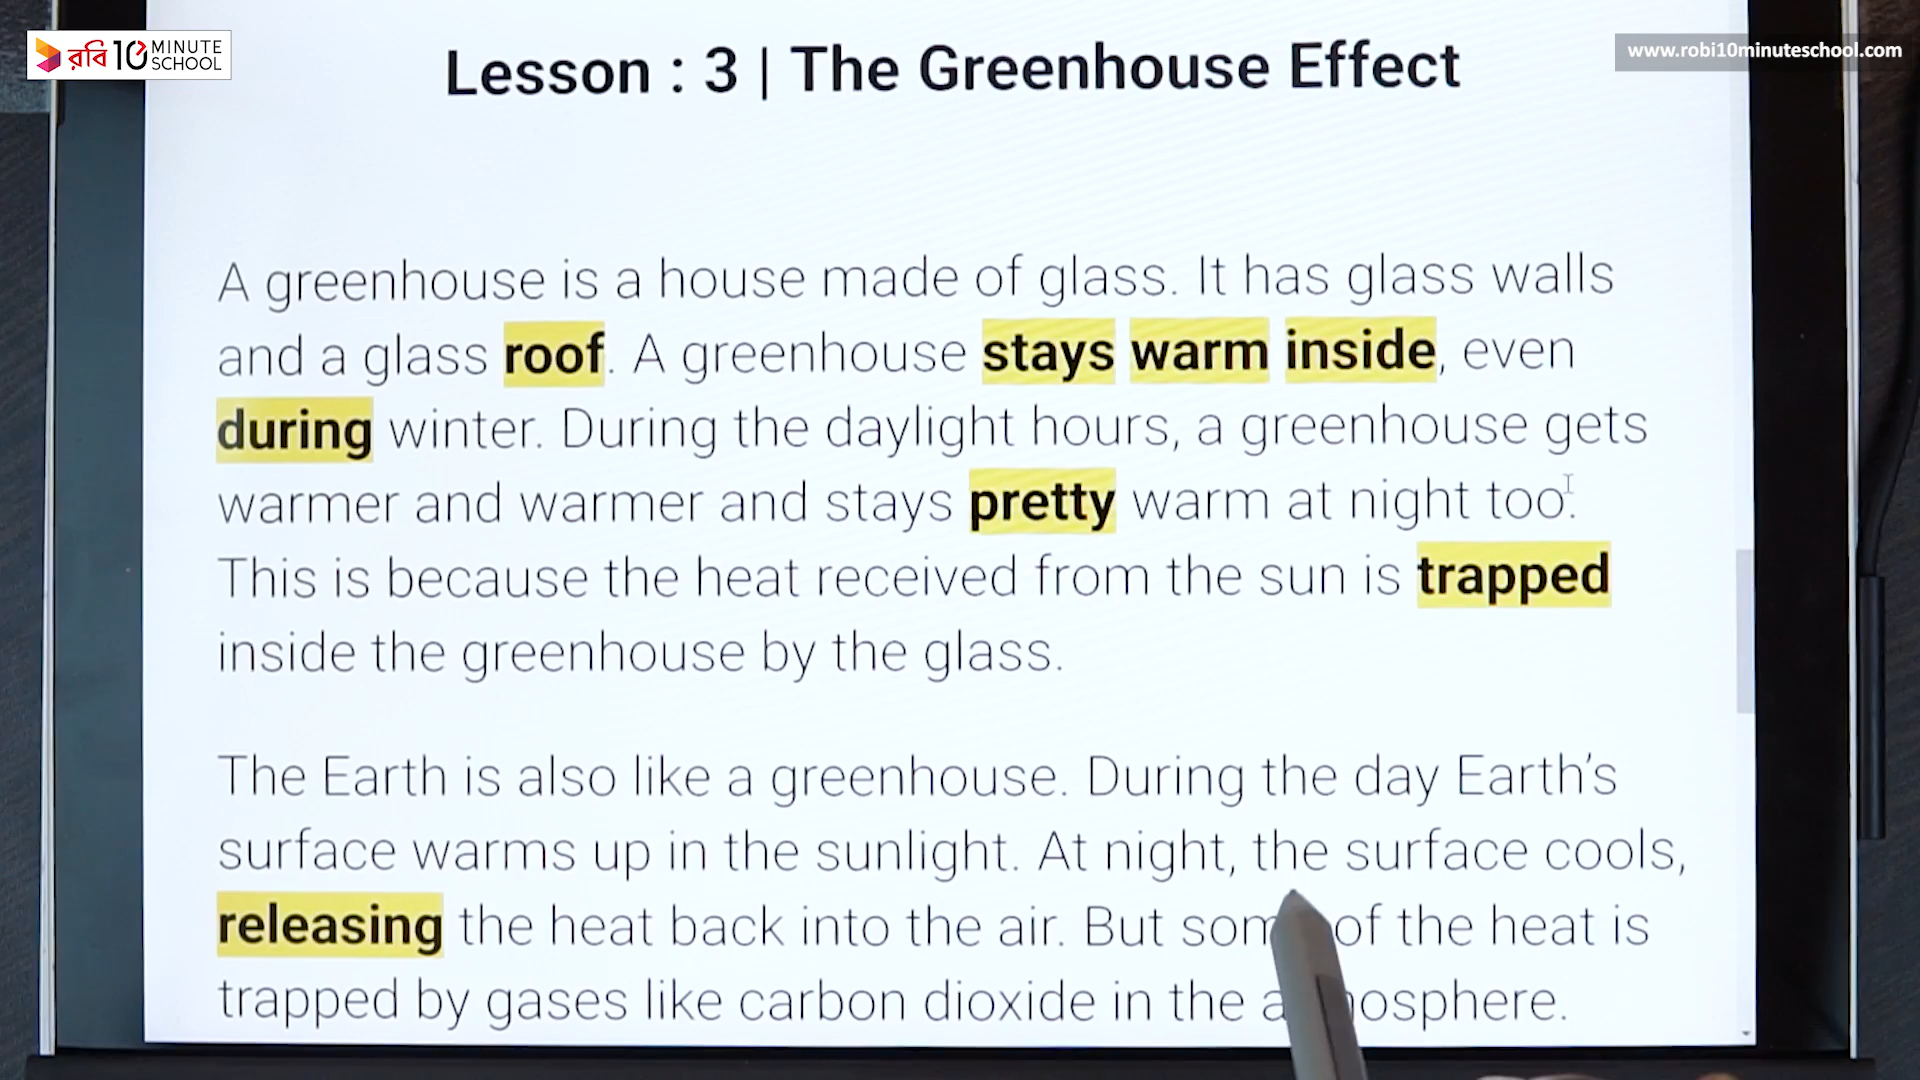 রবি 10 MINUTE SCHOOL
www.robi10minuteschool.com
Lesson : 3 | The Greenhouse Effect
A greenhouse is a house made of glass. It has glass walls
and a glass roof. A greenhouse stays warm inside, even
during winter. During the daylight hours, a greenhouse gets
warmer and warmer and stays pretty warm at night too.
This is because the heat received from the sun is trapped
inside the greenhouse by the glass.
The Earth is also like a greenhouse. During the day Earth's
surface warms up in the sunlight. At night, the surface cools,
releasing the heat back into the air. But some of the heat is
trapped by gases like carbon dioxide in the atmosphere.